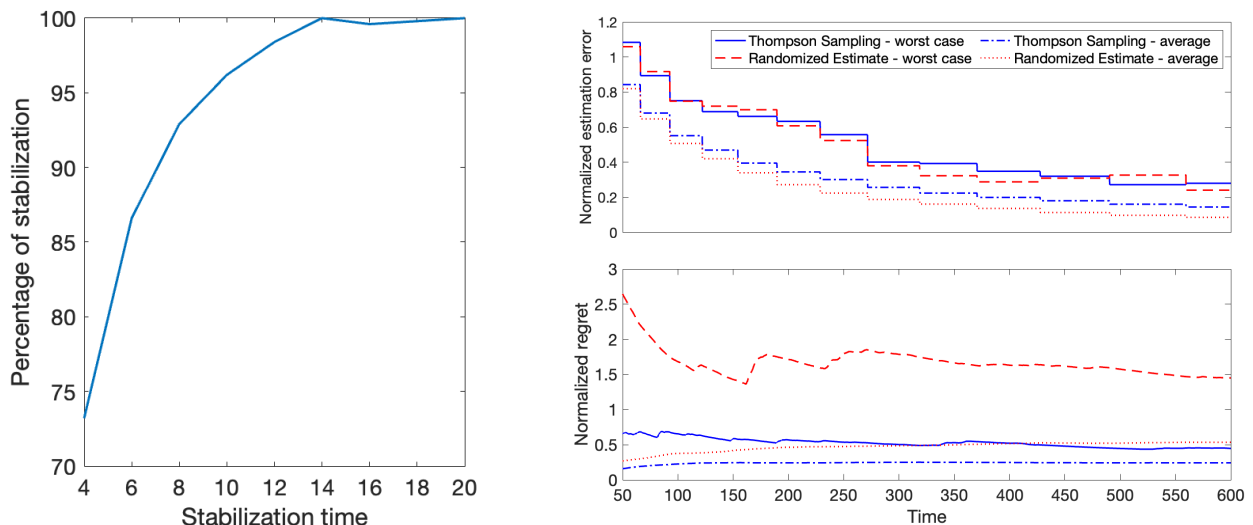 100
95
90
85
80
75
70
4 6 8 10 12 14 16 18 20
Percentage of stabilization
Stabilization time
1.2
1
0.8
0.6
0.4
0.2
0
Normalized estimation error
Thompson Sampling - worst case
Randomized Estimate - worst case
Thompson Sampling - average
Randomized Estimate - average
3
2.5
2
1.5
1
0.5
0
Normalized regret
50 100 150 200 250 300 350 400 450 500 550 600
Time